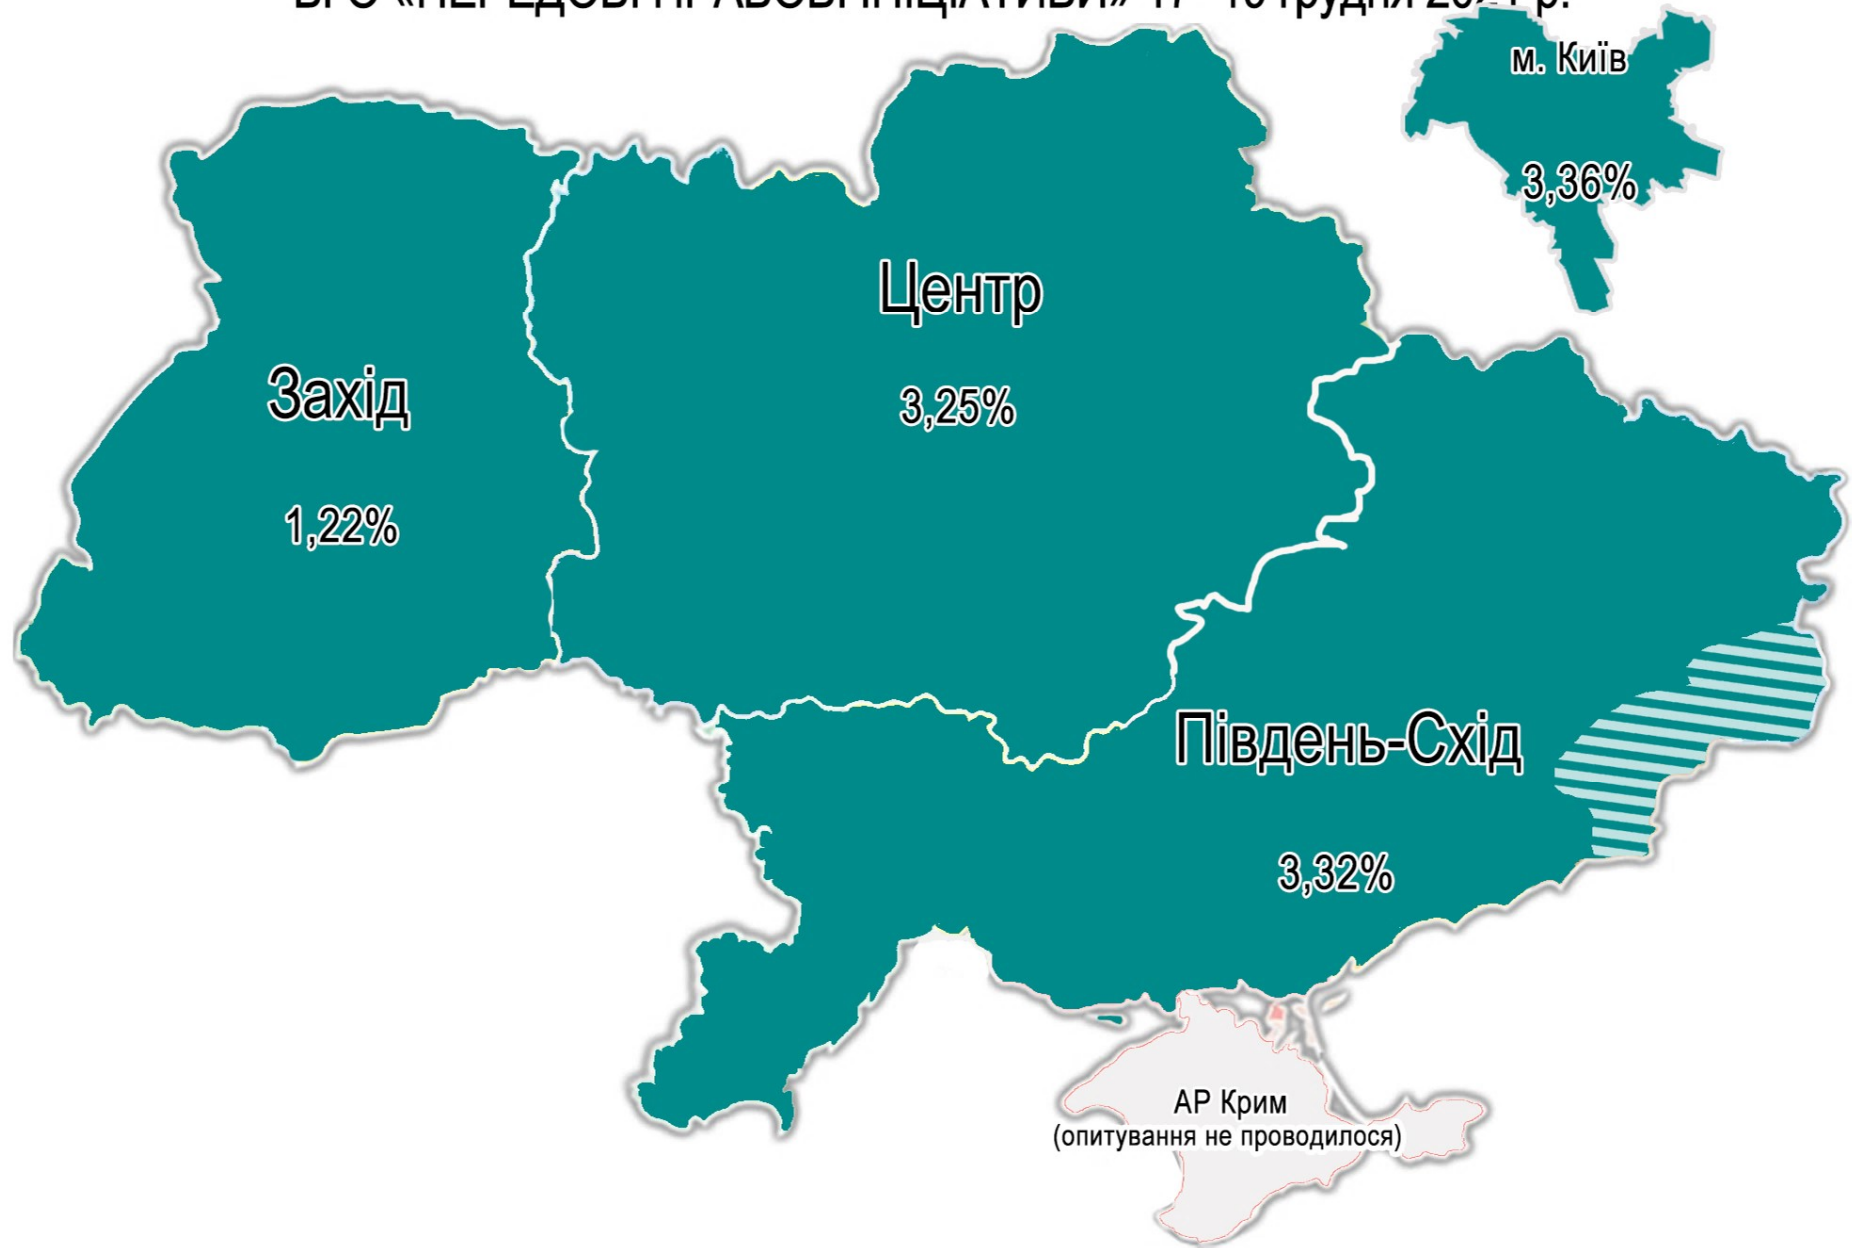 м. Київ
3,36%
Центр
3,25%
Захід
1,22%
Південь-Схід
3,32%
АР Крим
(опитування не проводилося)